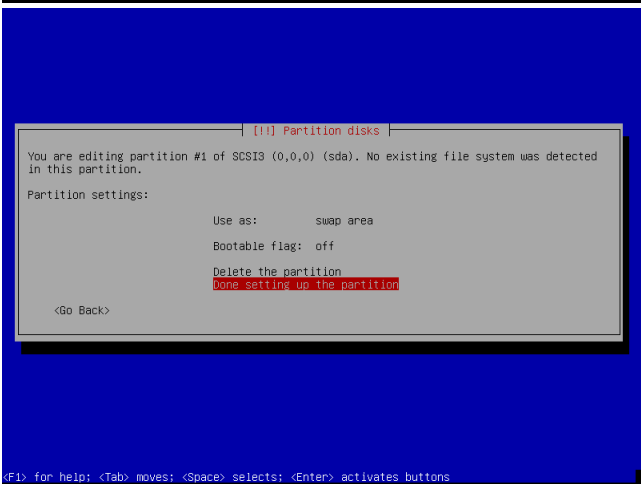 [!!] Partition disks
You are editing partition #1 of SCSI3 (0,0,0) (sda). No existing file system was detected
in this partition.
Partition settings:
Use as: swap area
Bootable flag: off
Delete the partition
Done setting up the partition
<Go Back>
<F1> for help; <Tab> moves; <Space> selects; <Enter> activates buttons